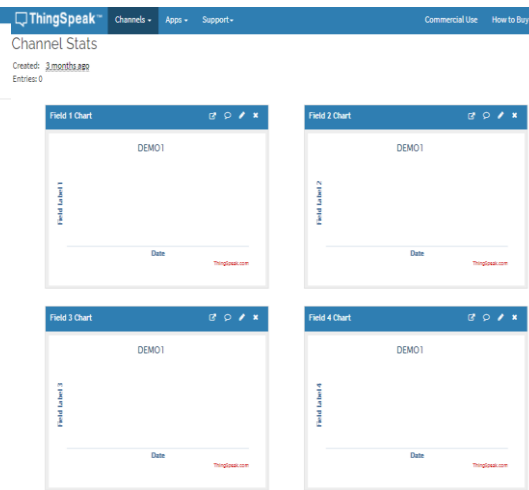 ThingSpeak™ Channels Apps Support Commercial Use How to Buy
Channel Stats
Created: 3 months ago
Entries: 0
Field 1 Chart
DEMO1
Field Label 1
Date
ThingSpeak.com
Field 2 Chart
DEMO1
Field Label 2
Date
ThingSpeak.com
Field 3 Chart
DEMO1
Field Label 3
Date
ThingSpeak.com
Field 4 Chart
DEMO1
Field Label 4
Date
ThingSpeak.com